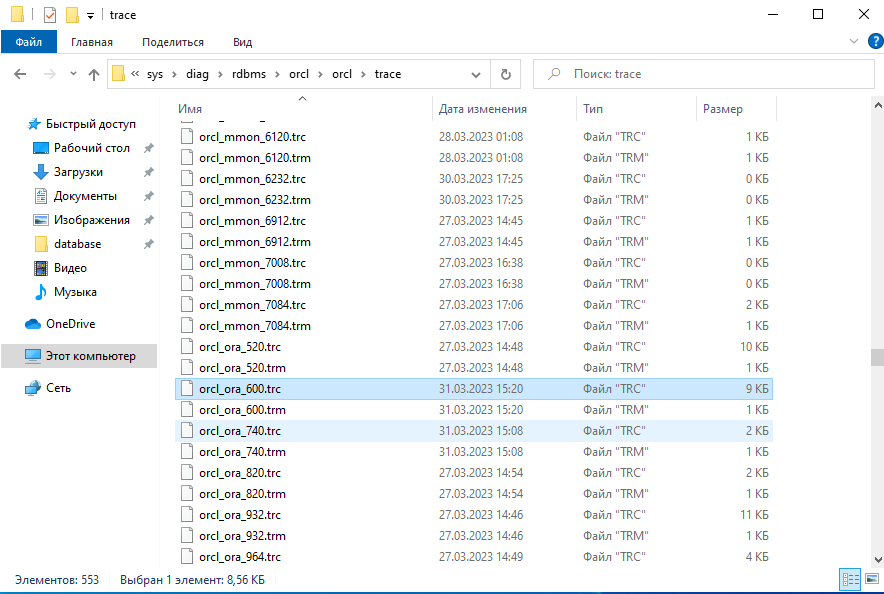 trace
Файл Главная Поделиться Вид
« sys › diag › rdbms › orcl › orcl › trace
Поиск: trace
Быстрый доступ
Рабочий стол
Загрузки
Документы
Изображения
database
Видео
Музыка
OneDrive
Этот компьютер
Сеть
Имя Дата изменения Тип Размер
orcl_mmon_6120.trc 28.03.2023 01:08 Файл "TRC" 1 КБ
orcl_mmon_6120.trm 28.03.2023 01:08 Файл "TRM" 1 КБ
orcl_mmon_6232.trc 30.03.2023 17:25 Файл "TRC" 0 КБ
orcl_mmon_6232.trm 30.03.2023 17:25 Файл "TRM" 0 КБ
orcl_mmon_6912.trc 27.03.2023 14:45 Файл "TRC" 1 КБ
orcl_mmon_6912.trm 27.03.2023 14:45 Файл "TRM" 1 КБ
orcl_mmon_7008.trc 27.03.2023 16:38 Файл "TRC" 0 КБ
orcl_mmon_7008.trm 27.03.2023 16:38 Файл "TRM" 0 КБ
orcl_mmon_7084.trc 27.03.2023 17:06 Файл "TRC" 2 КБ
orcl_mmon_7084.trm 27.03.2023 17:06 Файл "TRM" 1 КБ
orcl_ora_520.trc 27.03.2023 14:48 Файл "TRC" 10 КБ
orcl_ora_520.trm 27.03.2023 14:48 Файл "TRM" 1 КБ
orcl_ora_600.trc 31.03.2023 15:20 Файл "TRC" 9 КБ
orcl_ora_600.trm 31.03.2023 15:20 Файл "TRM" 1 КБ
orcl_ora_740.trc 31.03.2023 15:08 Файл "TRC" 2 КБ
orcl_ora_740.trm 31.03.2023 15:08 Файл "TRM" 1 КБ
orcl_ora_820.trc 27.03.2023 14:54 Файл "TRC" 2 КБ
orcl_ora_820.trm 27.03.2023 14:54 Файл "TRM" 1 КБ
orcl_ora_932.trc 27.03.2023 14:46 Файл "TRC" 11 КБ
orcl_ora_932.trm 27.03.2023 14:46 Файл "TRM" 1 КБ
orcl_ora_964.trc 27.03.2023 14:49 Файл "TRC" 4 КБ
Элементов: 553 Выбран 1 элемент: 8,56 КБ